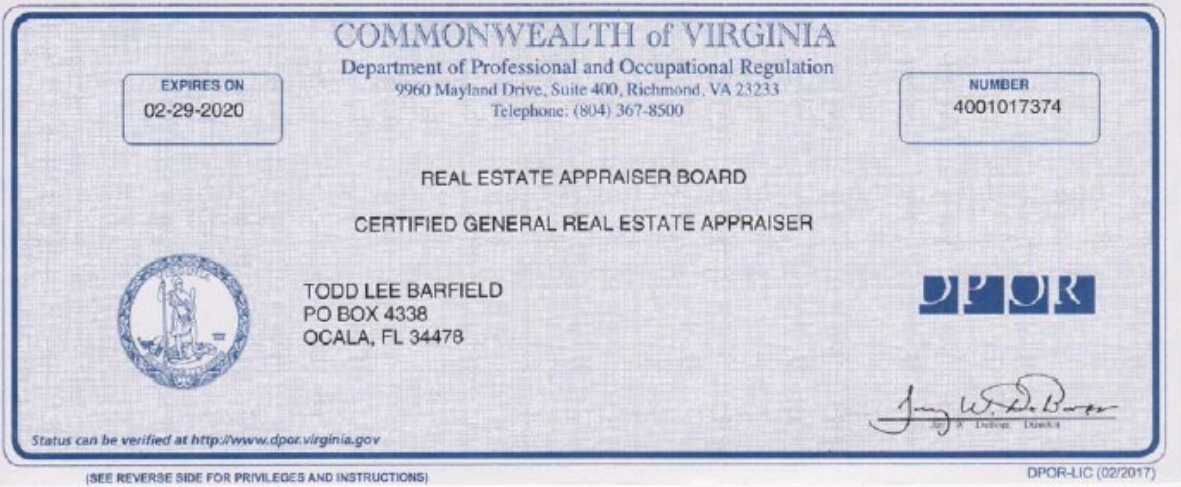 COMMONWEALTH of VIRGINIA
Department of Professional and Occupational Regulation
9960 Mayland Drive, Suite 400, Richmond, VA 23233
Telephone: (804) 367-8500
EXPIRES ON
02-29-2020
NUMBER
4001017374
REAL ESTATE APPRAISER BOARD
CERTIFIED GENERAL REAL ESTATE APPRAISER
VIRGINIA
TODD LEE BARFIELD
PO BOX 4338
OCALA, FL 34478
DPOR
Status can be verified at http://www.dpor.virginia.gov
(SEE REVERSE SIDE FOR PRIVILEGES AND INSTRUCTIONS)
DPOR-LIC (02/2017)